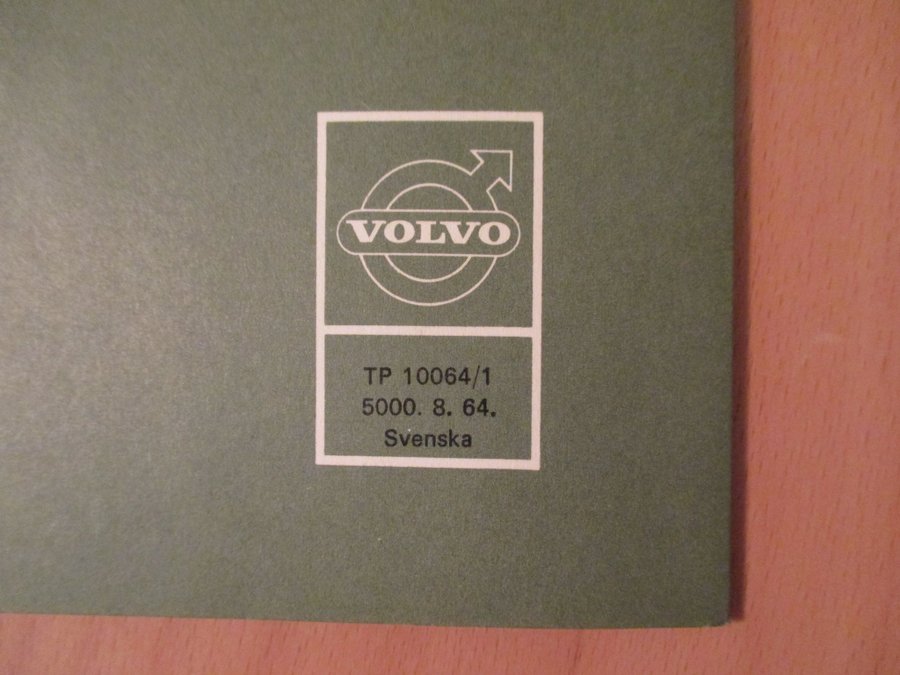 VOLVO
TP 10064/1
5000. 8. 64.
Svenska